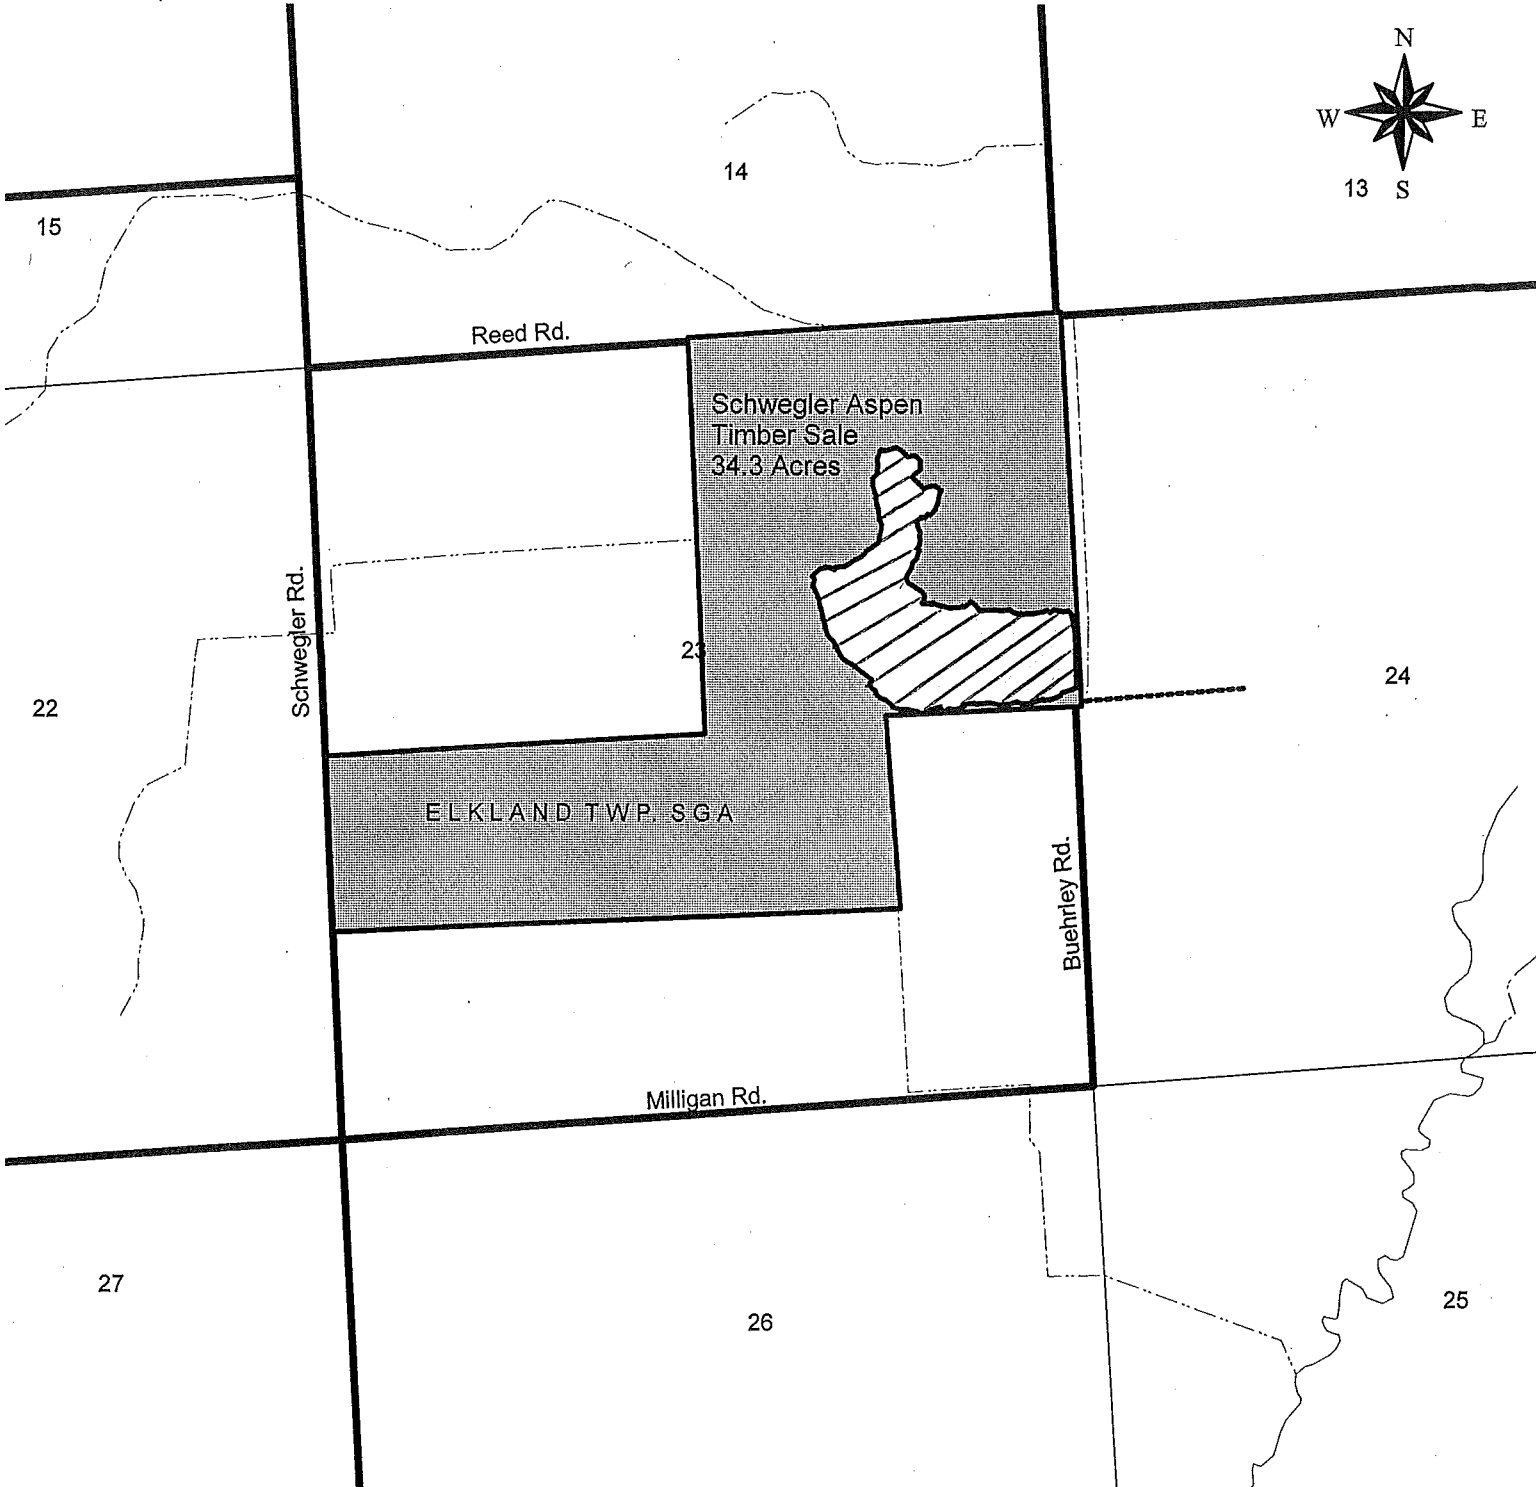 N
W E
S
14
13
15
Reed Rd.
Schwegler Aspen
Timber Sale
34.3 Acres
Schwegler Rd.
23
24
22
ELKLAND TWP. SGA
Buehrley Rd.
Milligan Rd.
27
26
25